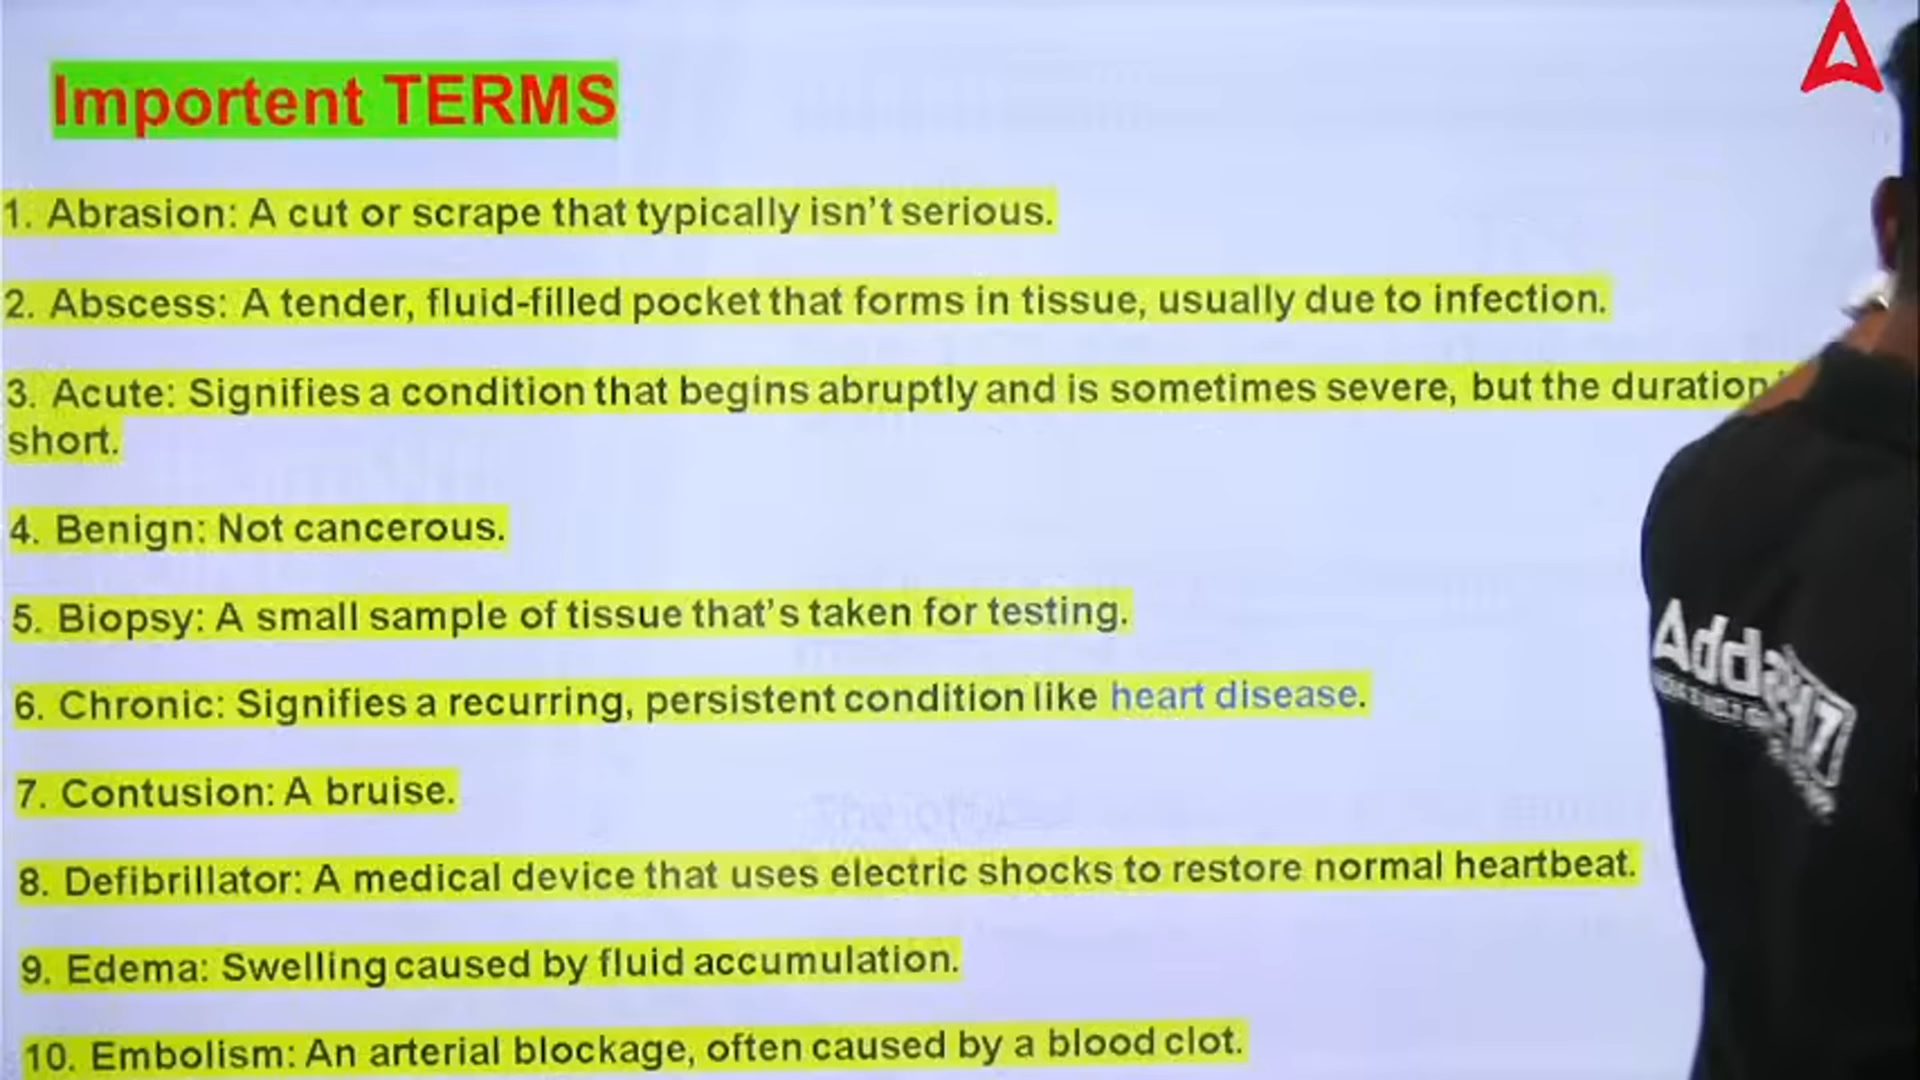 Importent TERMS
1. Abrasion: A cut or scrape that typically isn't serious.
2. Abscess: A tender, fluid-filled pocket that forms in tissue, usually due to infection.
3. Acute: Signifies a condition that begins abruptly and is sometimes severe, but the duration
short.
4. Benign: Not cancerous.
5. Biopsy: A small sample of tissue that's taken for testing.
6. Chronic: Signifies a recurring, persistent condition like heart disease.
7. Contusion: A bruise.
8. Defibrillator: A medical device that uses electric shocks to restore normal heartbeat.
9. Edema: Swelling caused by fluid accumulation.
10. Embolism: An arterial blockage, often caused by a blood clot.
Adda247